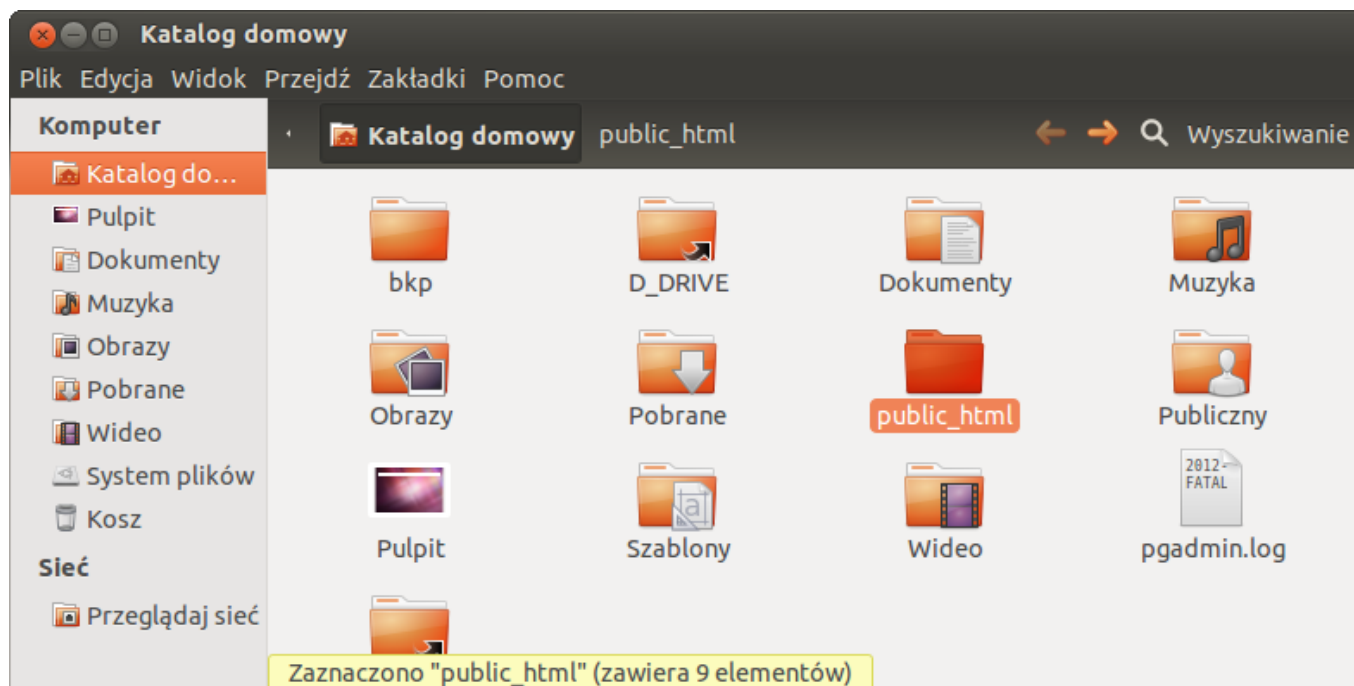 Katalog domowy
Plik Edycja Widok Przejdź Zakładki Pomoc
Komputer
Katalog do...
Pulpit
Dokumenty
Muzyka
Obrazy
Pobrane
Wideo
System plików
Kosz
Sieć
Przeglądaj sieć
Katalog domowy public_html Wyszukiwanie
bkp D_DRIVE Dokumenty Muzyka
Obrazy Pobrane public_html Publiczny
2012-
FATAL
Pulpit Szablony Wideo pgadmin.log
Zaznaczono "public_html" (zawiera 9 elementów)